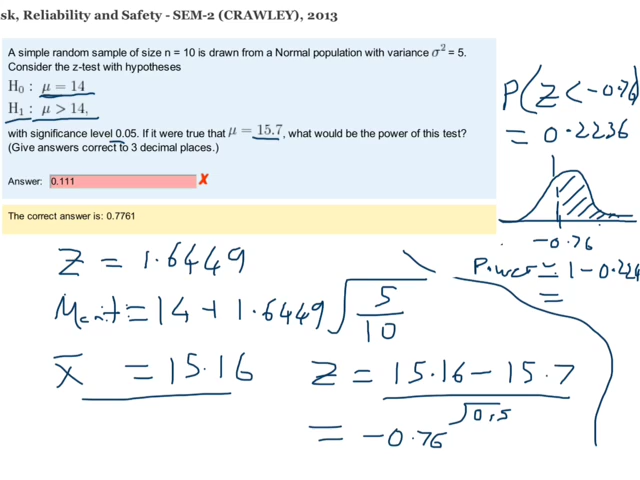 sk, Reliability and Safety - SEM-2 (CRAWLEY), 2013
A simple random sample of size n = 10 is drawn from a Normal population with variance σ² = 5.
Consider the z-test with hypotheses
H₀ : μ = 14
H₁ : μ > 14,
with significance level 0.05. If it were true that μ = 15.7, what would be the power of this test?
(Give answers correct to 3 decimal places.)
Answer: 0.111 ✗
The correct answer is: 0.7761
P(Z < -0.76)
= 0.2236
-0.76
Power = 1 - 0.224
=
Z = 1.6449
Mcrit = 14 + 1.6449 √5/10
x̄ = 15.16
Z = 15.16 - 15.7
√0.5
= -0.76